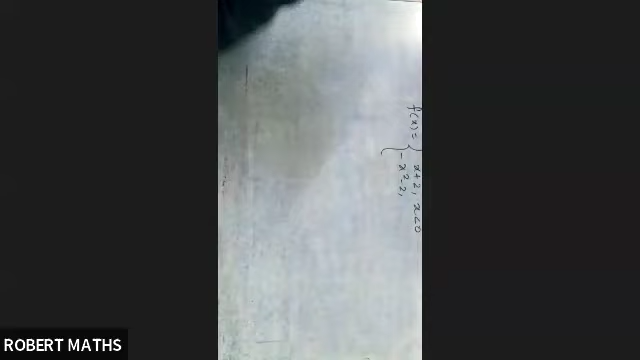 f(x) = { x+2, x<0
-x²-2,
ROBERT MATHS